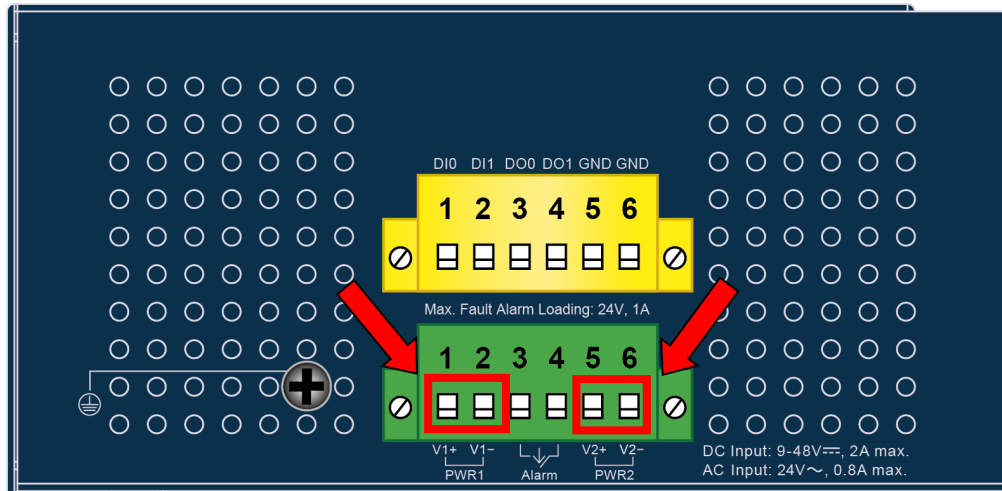 DI0 DI1 DO0 DO1 GND GND
1 2 3 4 5 6
Max. Fault Alarm Loading: 24V, 1A
1 2 3 4 5 6
V1+ V1− V2+ V2−
PWR1 Alarm PWR2
DC Input: 9-48V⎓, 2A max.
AC Input: 24V～, 0.8A max.